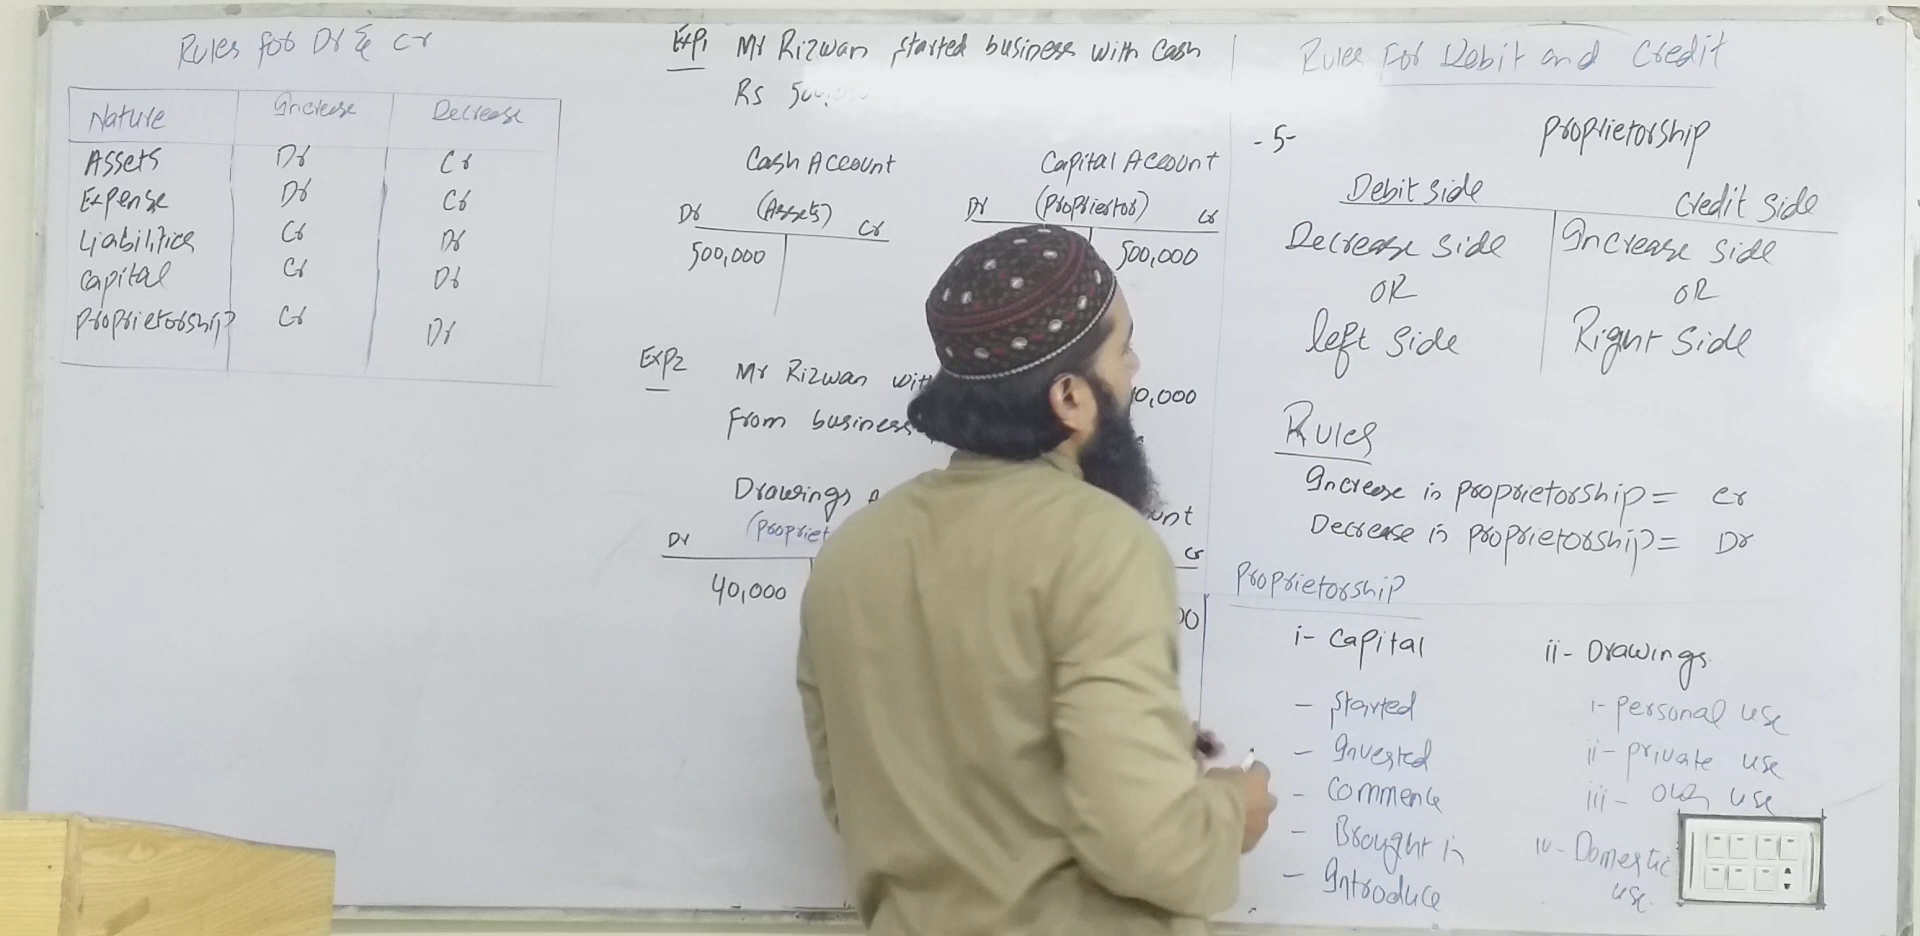 Rules for Dr & Cr
Nature Increase Decrease
Assets Dr Cr
Expense Dr Cr
Liabilities Cr Dr
Capital Cr Dr
Proprietorship Cr Dr
Exp1 Mr Rizwan started business with cash
Rs 500,000
Cash Account
(Assets)
Dr Cr
500,000
Capital Account
(Proprietor)
Dr Cr
500,000
Exp2 Mr Rizwan
From business
Drawings
Dr
40,000
Cr
Rules For Debit and Credit
-5- Proprietorship
Debit side Credit Side
Decrease side Increase side
OR OR
left side Right Side
Rules
Increase in proprietorship = Cr
Decrease in proprietorship = Dr
Proprietorship
i- Capital
- Started
- Invested
- Commence
- Brought in
- Introduce
ii- Drawings
i- personal use
ii- private use
iii- own use
iv- Domestic
use